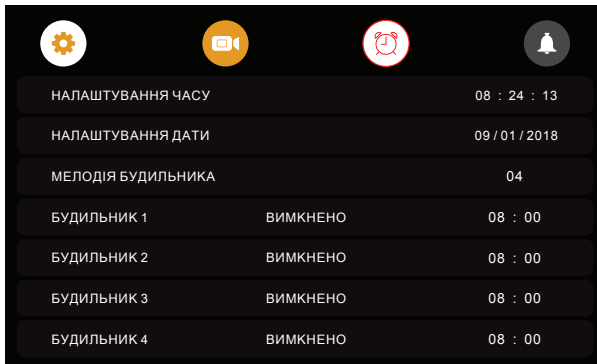 НАЛАШТУВАННЯ ЧАСУ 08 : 24 : 13
НАЛАШТУВАННЯ ДАТИ 09 / 01 / 2018
МЕЛОДІЯ БУДИЛЬНИКА 04
БУДИЛЬНИК 1 ВИМКНЕНО 08 : 00
БУДИЛЬНИК 2 ВИМКНЕНО 08 : 00
БУДИЛЬНИК 3 ВИМКНЕНО 08 : 00
БУДИЛЬНИК 4 ВИМКНЕНО 08 : 00